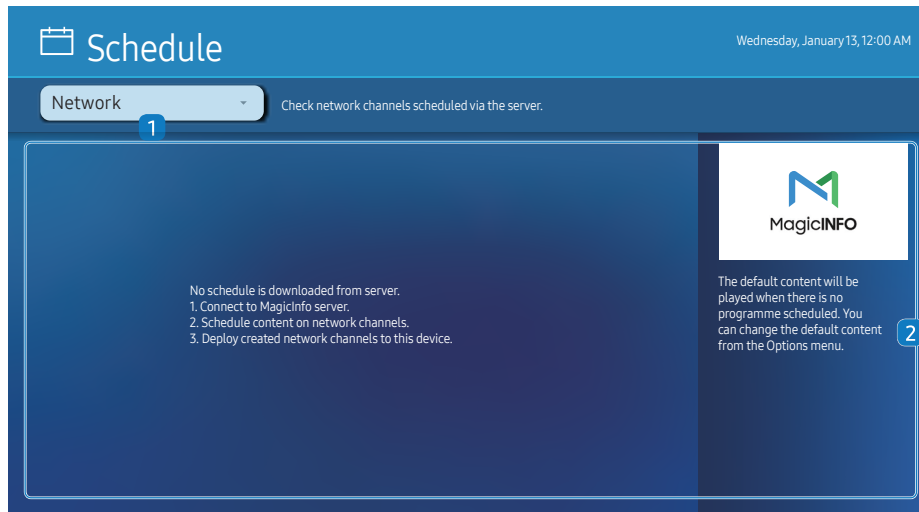 Schedule
Wednesday, January 13, 12:00 AM
Network
Check network channels scheduled via the server.
1
MagicINFO
No schedule is downloaded from server.
1. Connect to MagicInfo server.
2. Schedule content on network channels.
3. Deploy created network channels to this device.
The default content will be
played when there is no
programme scheduled. You
can change the default content
from the Options menu.
2